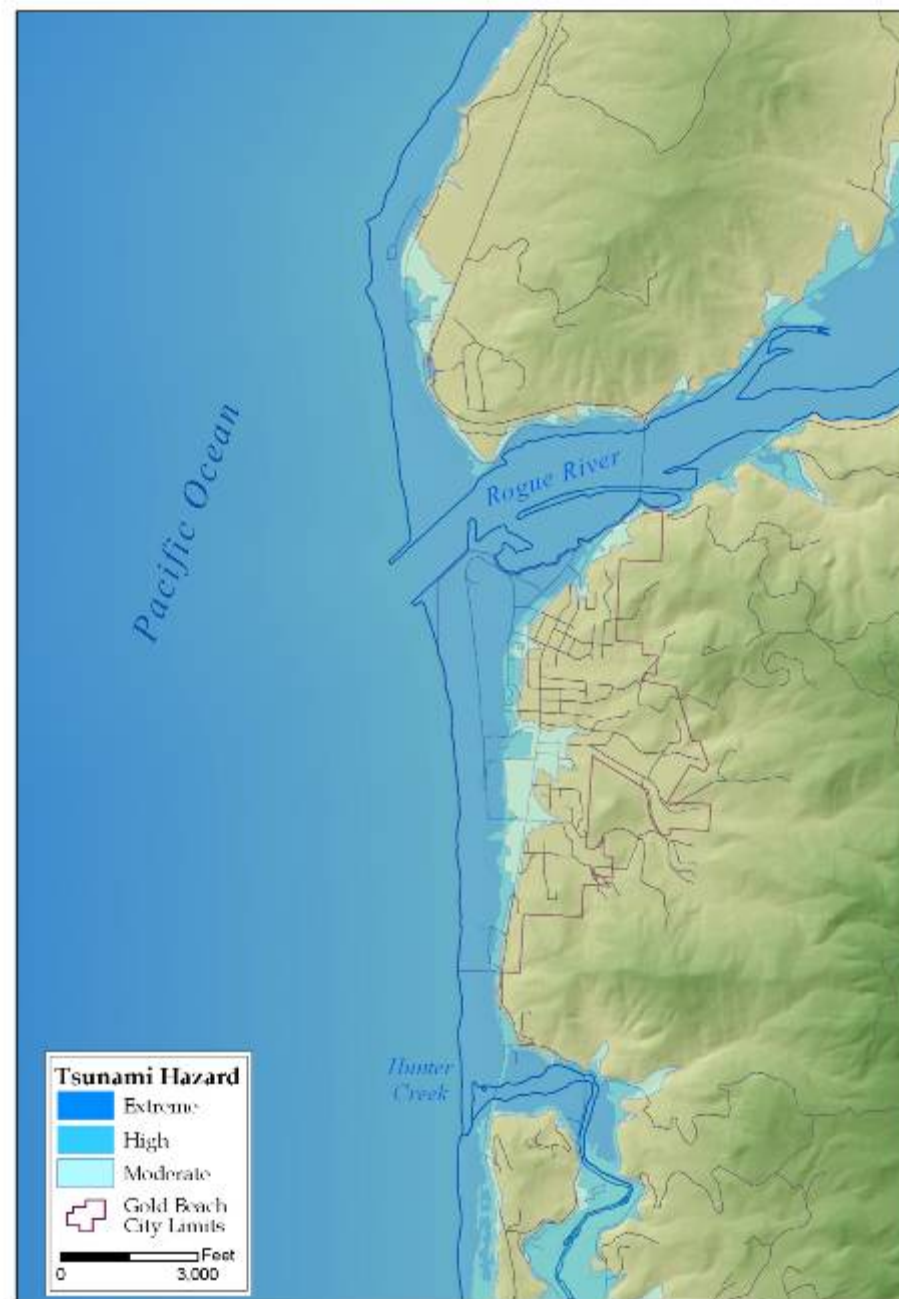 Pacific Ocean
Rogue River
Hunter
Creek
Tsunami Hazard
Extreme
High
Moderate
Gold Beach
City Limits
Feet
0 3,000